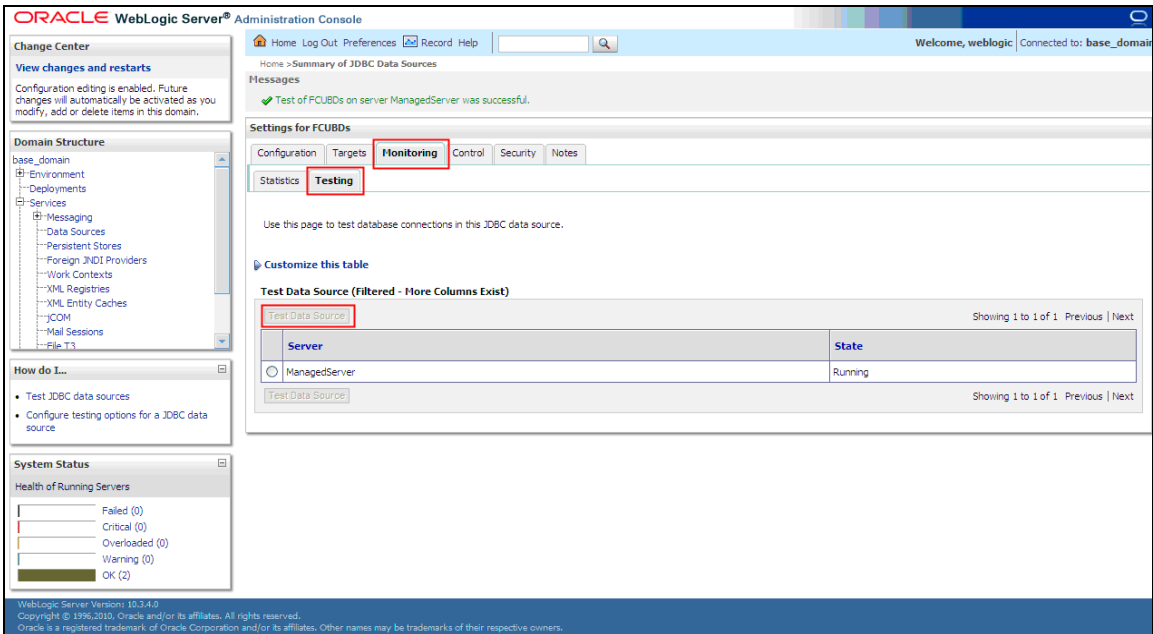 ORACLE WebLogic Server® Administration Console
Change Center
View changes and restarts
Configuration editing is enabled. Future
changes will automatically be activated as you
modify, add or delete items in this domain.
Domain Structure
base_domain
Environment
Deployments
Services
Messaging
Data Sources
Persistent Stores
Foreign JNDI Providers
Work Contexts
XML Registries
XML Entity Caches
jCOM
Mail Sessions
File T3
How do I...
Test JDBC data sources
Configure testing options for a JDBC data
source
System Status
Health of Running Servers
Failed (0)
Critical (0)
Overloaded (0)
Warning (0)
OK (2)
Home Log Out Preferences Record Help
Welcome, weblogic Connected to: base_domain
Home >Summary of JDBC Data Sources
Messages
Test of FCUBDs on server ManagedServer was successful.
Settings for FCUBDs
Configuration Targets Monitoring Control Security Notes
Statistics Testing
Use this page to test database connections in this JDBC data source.
Customize this table
Test Data Source (Filtered - More Columns Exist)
Test Data Source Showing 1 to 1 of 1 Previous | Next
Server State
ManagedServer Running
Test Data Source Showing 1 to 1 of 1 Previous | Next
WebLogic Server Version: 10.3.4.0
Copyright © 1996,2010, Oracle and/or its affiliates. All rights reserved.
Oracle is a registered trademark of Oracle Corporation and/or its affiliates. Other names may be trademarks of their respective owners.